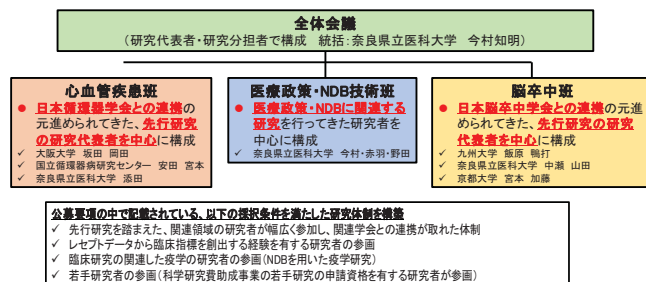 全体会議
(研究代表者・研究分担者で構成 統括:奈良県立医科大学 今村知明)
心血管疾患班
● 日本循環器学会との連携の
元進められてきた、先行研究
の研究代表者を中心に構成
✓ 大阪大学 坂田 岡田
✓ 国立循環器病研究センター 安田 宮本
✓ 奈良県立医科大学 添田
医療政策・NDB技術班
● 医療政策・NDBに関連する
研究を行ってきた研究者を
中心に構成
✓ 奈良県立医科大学 今村・赤羽・野田
脳卒中班
● 日本脳卒中学会との連携の元進
められてきた、先行研究の研究
代表者を中心に構成
✓ 九州大学 飯原 鴨打
✓ 奈良県立医科大学 中瀬 山田
✓ 京都大学 宮本 加藤
公募要項の中で記載されている、以下の採択条件を満たした研究体制を構築
✓ 先行研究を踏まえた、関連領域の研究者が幅広く参加し、関連学会との連携が取れた体制
✓ レセプトデータから臨床指標を創出する経験を有する研究者の参画
✓ 臨床研究の関連した疫学の研究者の参画(NDBを用いた疫学研究)
✓ 若手研究者の参画(科学研究費助成事業の若手研究の申請資格を有する研究者が参画)